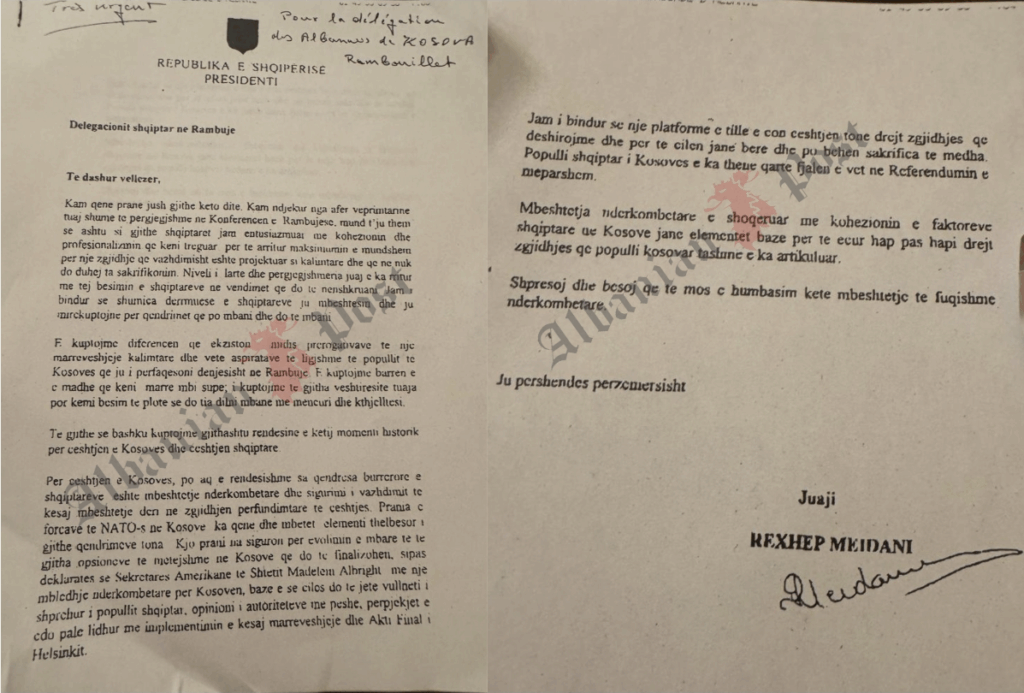 Très urgent
Pour la délégation
des Albanais de KOSOVA
Rambouillet
REPUBLIKA E SHQIPERISE
PRESIDENTI
Delegacionit shqiptar ne Rambuje
Te dashur vellezer,
Kam qene prane jush gjithe keto dite. Kam ndjekur nga afer veprimtarine
tuaj shume te pergjegjshme ne Konferencen e Rambujese, mund t'ju them
se ashtu si gjithe shqiptaret jam entusiazmuar me kohezionin dhe
profesionalizmin qe keni treguar per te arritur maksimumin e mundshem
per nje zgjidhje qe vazhdimisht eshte projektuar si kalimtare dhe qe ne nuk
do duhej ta sakrifikonim. Niveli i larte dhe pergjegjshmena juaj e ka rritur
me tej besimin e shqiptareve ne vendimet qe do te nenshkruani. Jam i
bindur se shumica dermuese e shqiptareve ju mbeshtesin dhe ju
mirekuptojne per qendrimet qe po mbani dhe do te mbani
E kuptojme diferencen qe ekziston midis prerogativave te nje
marreveshjeje kalimtare dhe vete aspiratave te ligjshme te popullit te
Kosoves qe ju i perfaqesoni denjesisht ne Rambuje. E kuptojme barren e
e madhe qe keni marre mbi supe, i kuptojme te gjitha veshtiresite tuaja
por kemi besim te plote se do tia dilni mbane me mencuri dhe kthjelltesi.
Te gjithe se bashku kuptojme gjithashtu rendesine e ketij momenti historik
per ceshtjen e Kosoves dhe ceshtjen shqiptare.
Per ceshtjen e Kosoves, po aq e rendesishme sa qendresa burrerore e
shqiptareve eshte mbeshtetje nderkombetare dhe sigurimi i vazhdimit te
kesaj mbeshtetje deri ne zgjidhjen perfundimtare te ceshtjes. Prania e
forcave te NATO-s ne Kosove ka qene dhe mbetet elementi thelbesor i
gjithe qendrimeve tona Kjo prani na siguron per evolimin e mbare te te
gjitha opsioneve te metejshme ne Kosove qe do te finalizohen, sipas
deklarates se Sekretares Amerikane te Shtetit Madelein Albright me nje
mbledhje nderkombetare per Kosoven, baze e se cilos do te jete vullneti i
shprehur i popullit shqiptar, opinioni i autoriteteve me peshe, perpjekjet e
cdo pale lidhur me implementimin e kesaj marreveshjeje dhe Akti Final i
Helsinkit.
Jam i bindur se nje platforme e tille e con ceshtjen tone drejt zgjidhjes qe
deshirojme dhe per te cilen jane bere dhe po behen sakrifica te medha.
Populli shqiptar i Kosoves e ka thene qarte fjalen e vet ne Referendumin e
meparshem.
Mbeshtetja nderkombetare e shoqeruar me kohezionin e faktoreve
shqiptare ne Kosove jane elementet baze per te ecur hap pas hapi drejt
zgjidhjes qe populli kosovar tashme e ka artikuluar.
Shpresoj dhe besoj qe te mos e humbasim kete mbeshtetje te fuqishme
nderkombetare.
Ju pershendes perzemersisht
Juaji
REXHEP MEIDANI
RMeidani
Albanian Post
Albanian Post